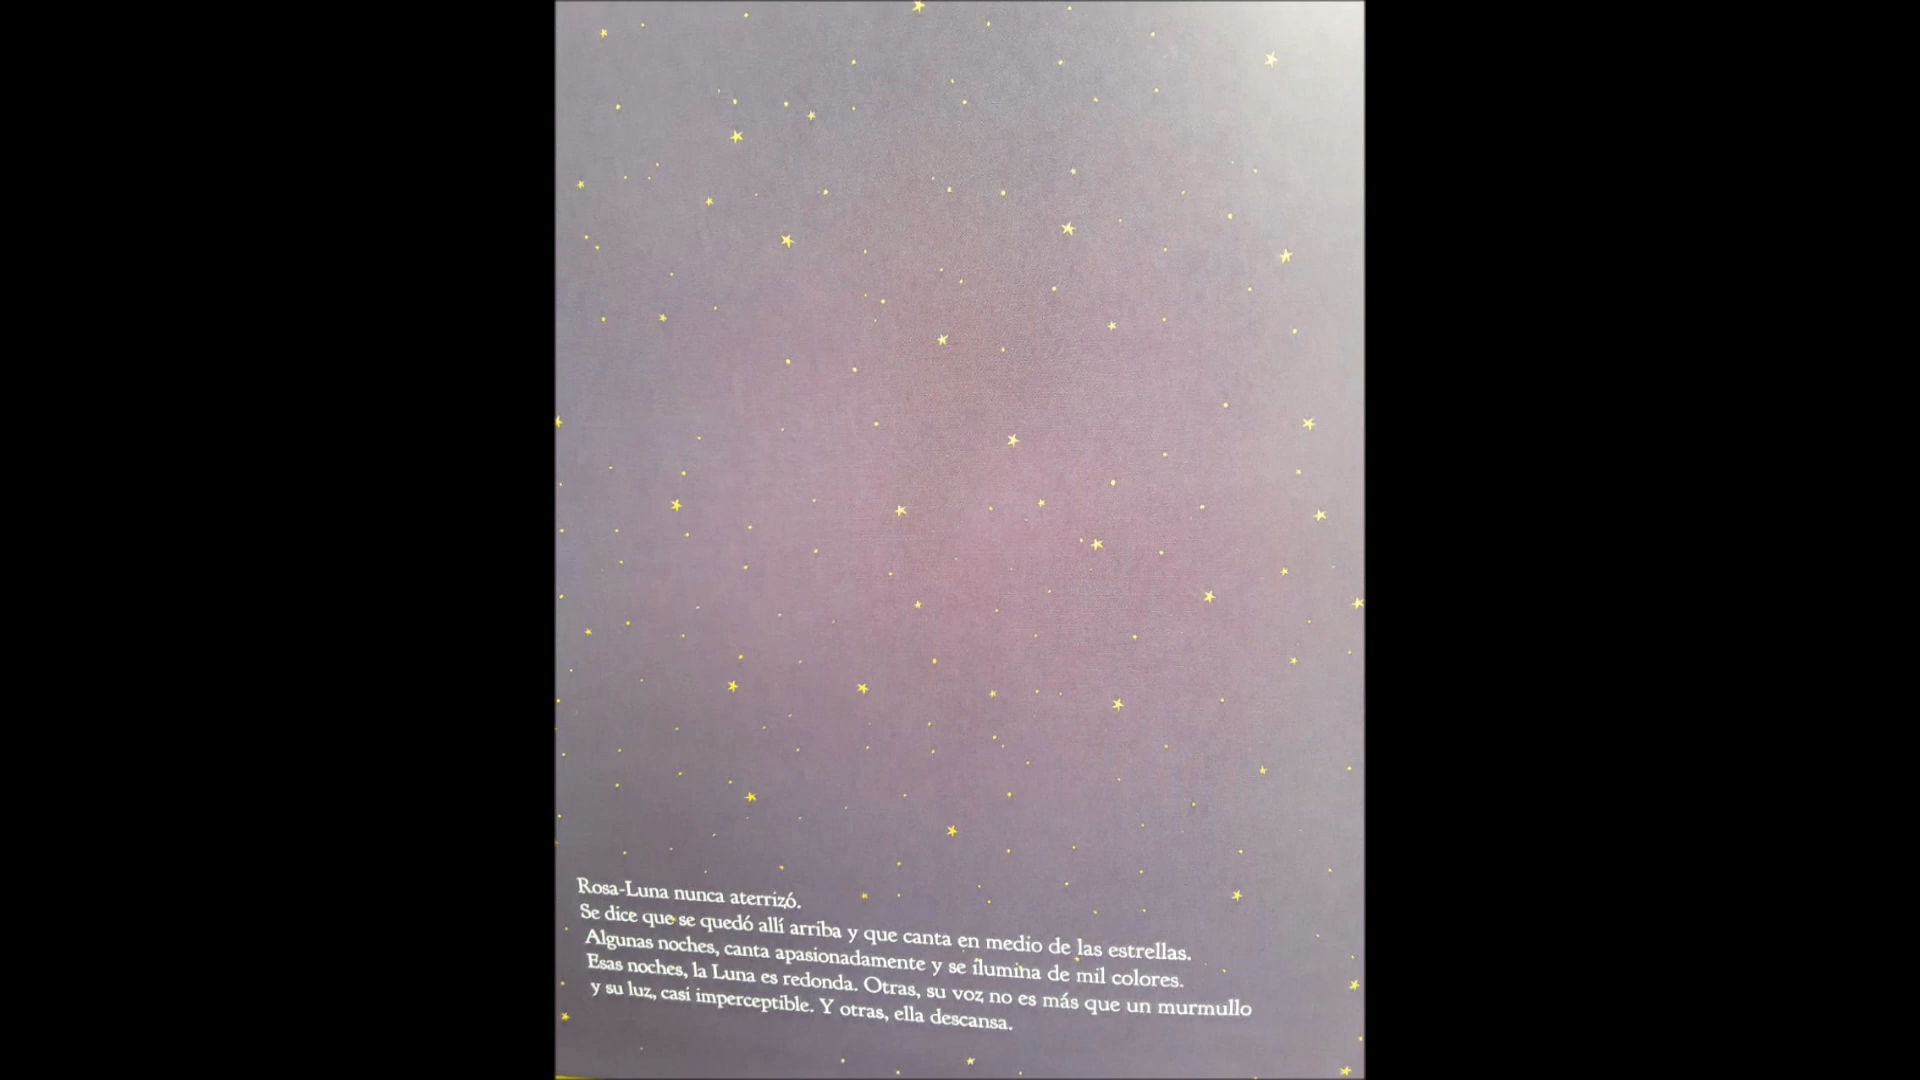 Rosa-Luna nunca aterrizó.
Se dice que se quedó allí arriba y que canta en medio de las estrellas.
Algunas noches, canta apasionadamente y se ilumina de mil colores.
Esas noches, la Luna es redonda. Otras, su voz no es más que un murmullo
y su luz, casi imperceptible. Y otras, ella descansa.